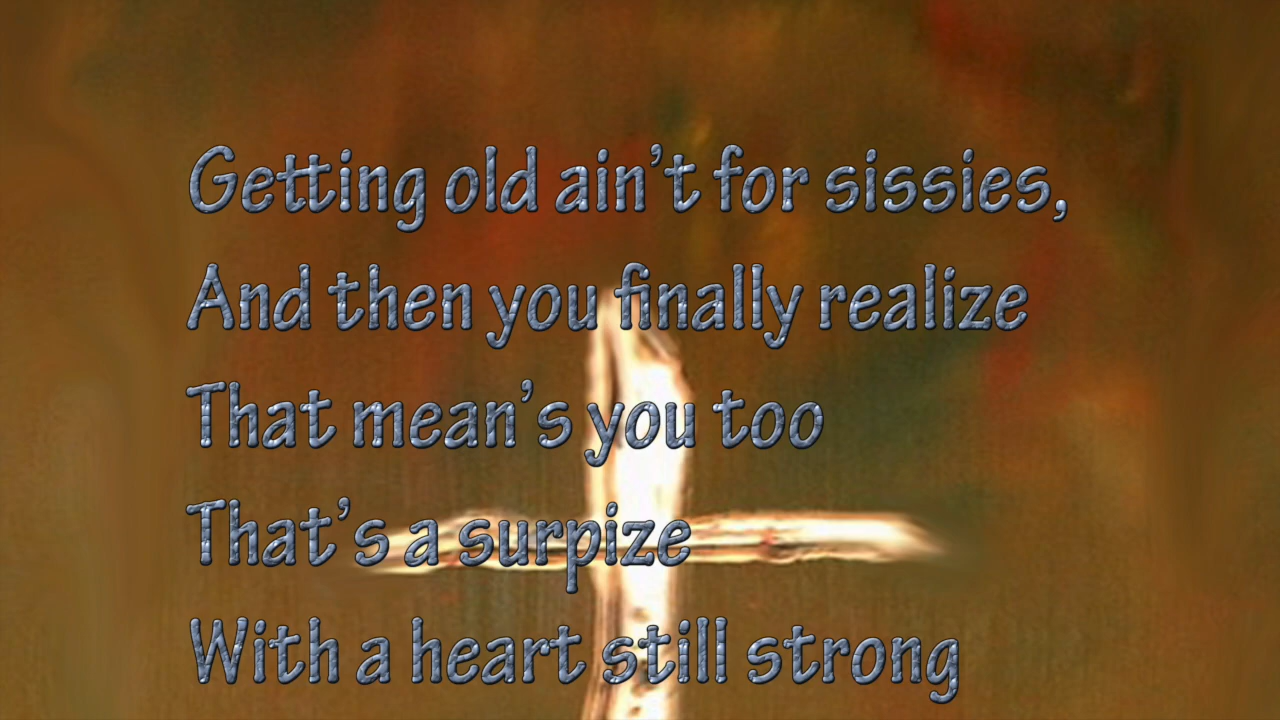 Getting old ain’t for sissies,
And then you finally realize
That mean’s you too
That’s a surpize
With a heart still strong